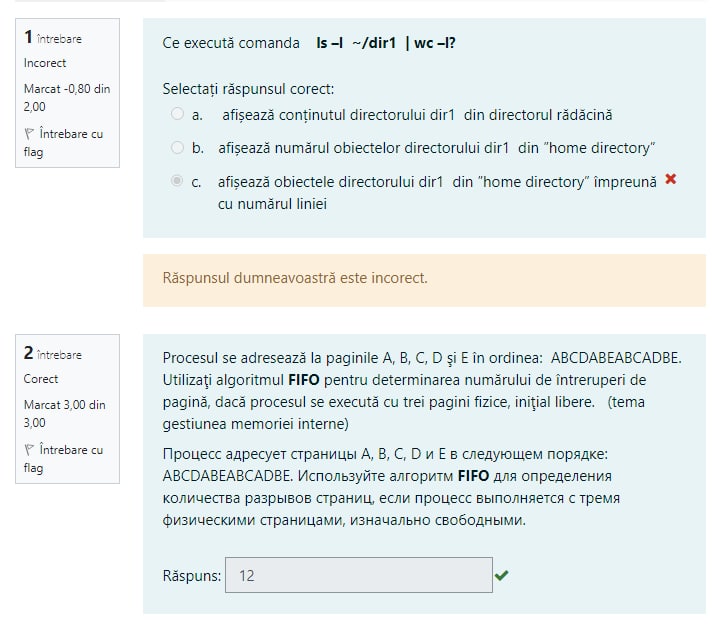 1 întrebare
Incorect
Marcat -0,80 din
2,00
Întrebare cu
flag
Ce execută comanda ls –l ~/dir1 | wc –l?
Selectați răspunsul corect:
a. afișează conținutul directorului dir1 din directorul rădăcină
b. afișează numărul obiectelor directorului dir1 din ”home directory”
c. afișează obiectele directorului dir1 din ”home directory” împreună
cu numărul liniei
Răspunsul dumneavoastră este incorect.
2 întrebare
Corect
Marcat 3,00 din
3,00
Întrebare cu
flag
Procesul se adresează la paginile A, B, C, D şi E în ordinea: ABCDABEABCADBE.
Utilizaţi algoritmul FIFO pentru determinarea numărului de întreruperi de
pagină, dacă procesul se execută cu trei pagini fizice, iniţial libere. (tema
gestiunea memoriei interne)
Процесс адресует страницы A, B, C, D и E в следующем порядке:
ABCDABEABCADBE. Используйте алгоритм FIFO для определения
количества разрывов страниц, если процесс выполняется с тремя
физическими страницами, изначально свободными.
Răspuns: 12